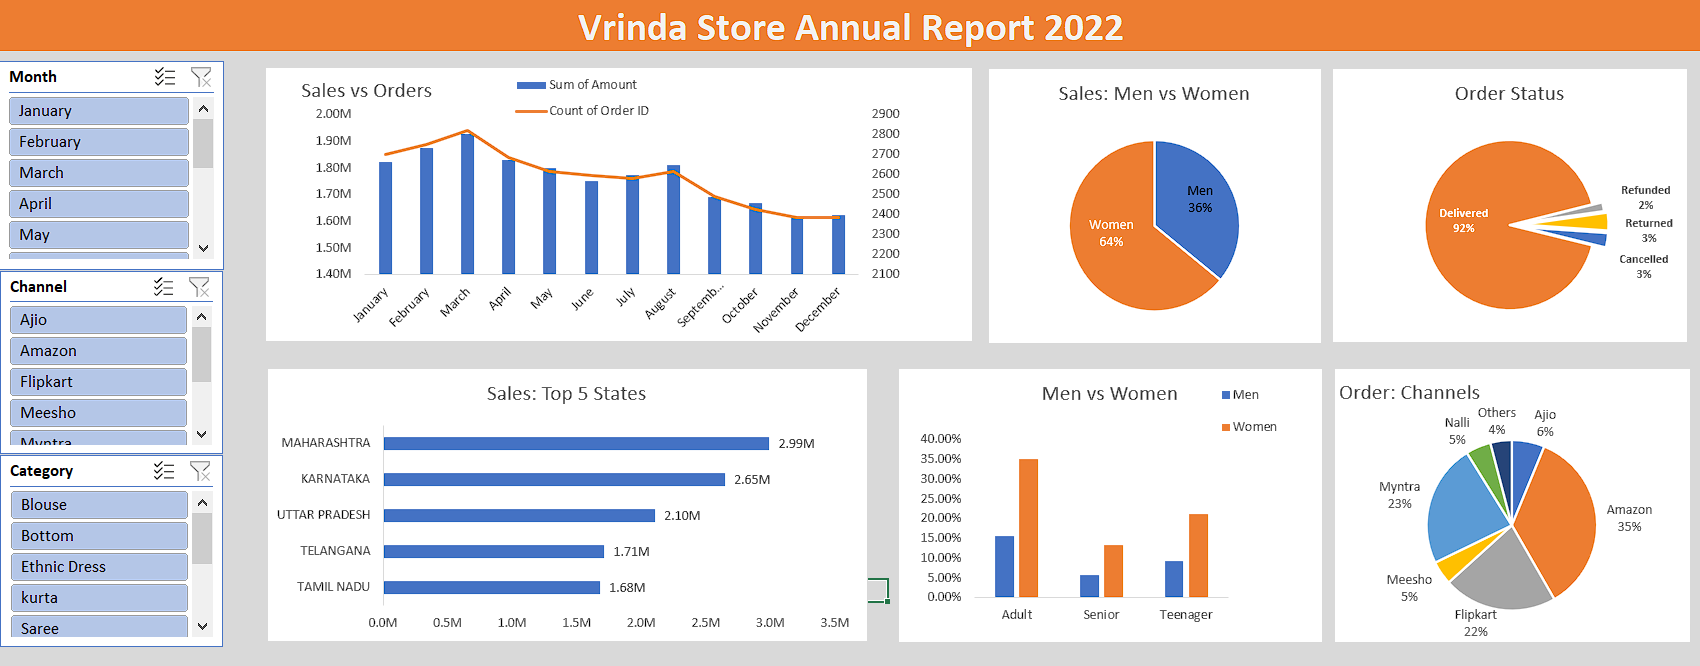 Vrinda Store Annual Report 2022
Month
January
February
March
April
May
Channel
Ajio
Amazon
Flipkart
Meesho
Myntra
Category
Blouse
Bottom
Ethnic Dress
kurta
Saree
Sales vs Orders
Sum of Amount
Count of Order ID
2.00M
1.90M
1.80M
1.70M
1.60M
1.50M
1.40M
2900
2800
2700
2600
2500
2400
2300
2200
2100
January
February
March
April
May
June
July
August
Septemb...
October
November
December
Sales: Men vs Women
Men
36%
Women
64%
Order Status
Delivered
92%
Refunded
2%
Returned
3%
Cancelled
3%
Sales: Top 5 States
MAHARASHTRA
2.99M
KARNATAKA
2.65M
UTTAR PRADESH
2.10M
TELANGANA
1.71M
TAMIL NADU
1.68M
0.0M 0.5M 1.0M 1.5M 2.0M 2.5M 3.0M 3.5M
Men vs Women
Men
Women
40.00%
35.00%
30.00%
25.00%
20.00%
15.00%
10.00%
5.00%
0.00%
Adult Senior Teenager
Order: Channels
Others
4%
Ajio
6%
Nalli
5%
Myntra
23%
Amazon
35%
Meesho
5%
Flipkart
22%